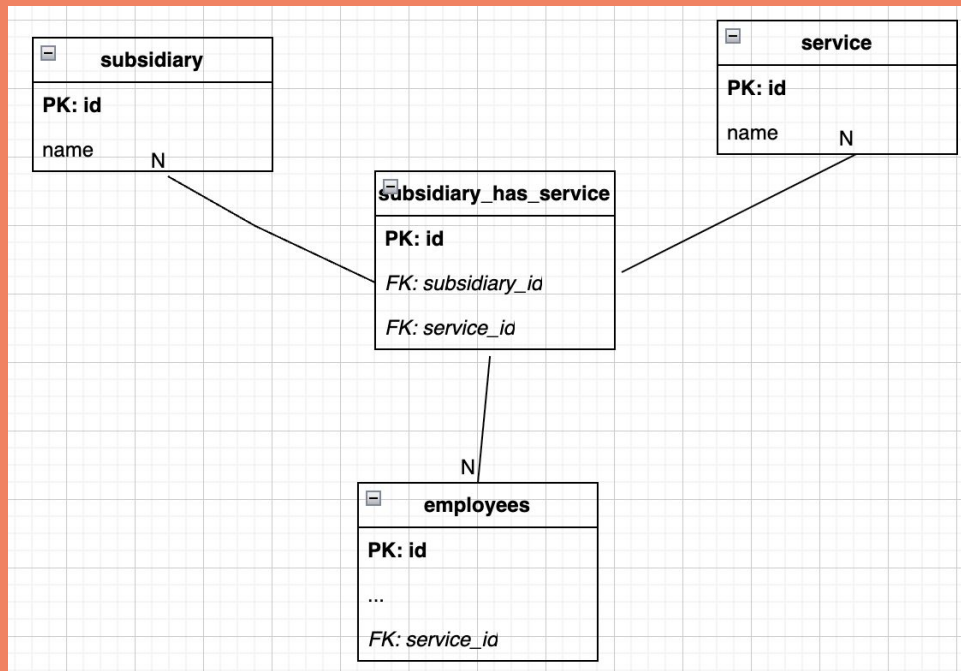 subsidiary
PK: id
name
N
service
PK: id
name
N
subsidiary_has_service
PK: id
FK: subsidiary_id
FK: service_id
N
employees
PK: id
...
FK: service_id